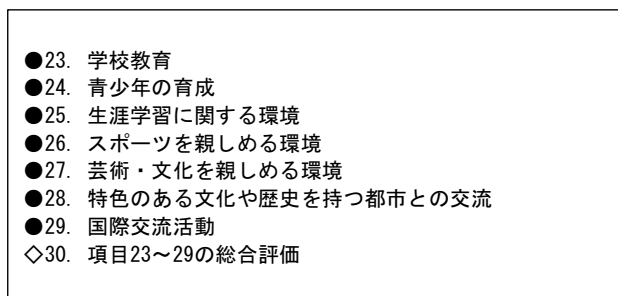 ●23. 学校教育
●24. 青少年の育成
●25. 生涯学習に関する環境
●26. スポーツを親しめる環境
●27. 芸術・文化を親しめる環境
●28. 特色のある文化や歴史を持つ都市との交流
●29. 国際交流活動
◇30. 項目23～29の総合評価